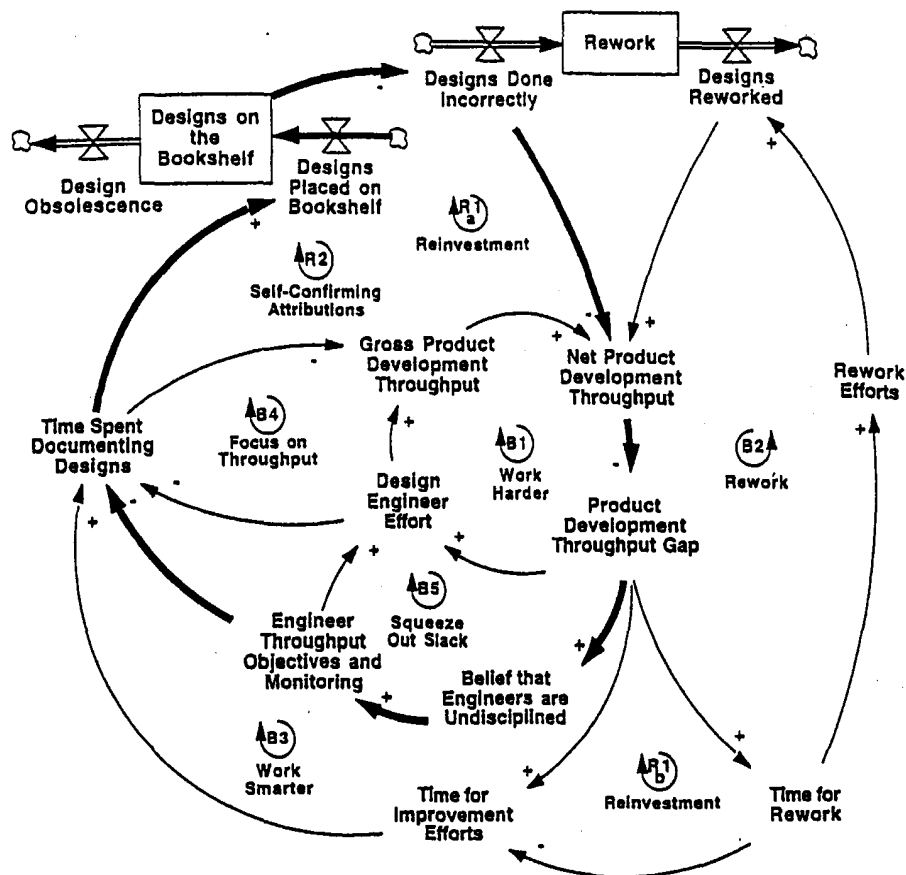 Rework
Designs Done
Incorrectly
Designs
Reworked
-
+
Designs on
the
Bookshelf
Design
Obsolescence
Designs
Placed on
Bookshelf
+
R1
a
Reinvestment
R2
Self-Confirming
Attributions
Gross Product
Development
Throughput
-
+
+
-
+
Net Product
Development
Throughput
Rework
Efforts
+
Time Spent
Documenting
Designs
B4
Focus on
Throughput
B1
Work
Harder
B2
Rework
-
Design
Engineer
Effort
Product
Development
Throughput Gap
+
-
-
+
+
B5
Squeeze
Out Slack
Engineer
Throughput
Objectives and
Monitoring
+
+
Belief that
Engineers are
Undisciplined
B3
Work
Smarter
+
+
R1
b
Reinvestment
Time for
Improvement
Efforts
-
Time for
Rework